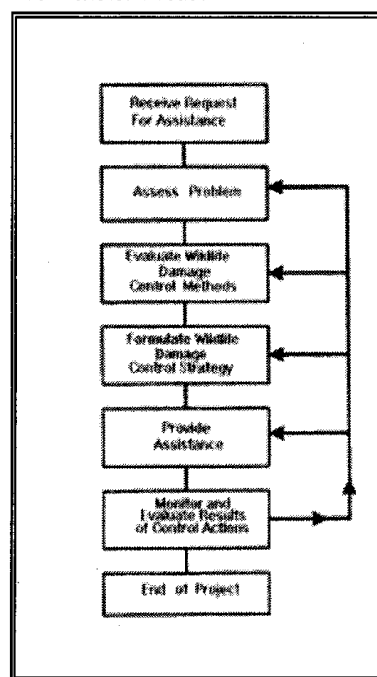 Receive Request
For Assistance
Assess Problem
Evaluate Wildlife
Damage
Control Methods
Formulate Wildlife
Damage
Control Strategy
Provide
Assistance
Monitor and
Evaluate Results
of Control Actions
End of Project